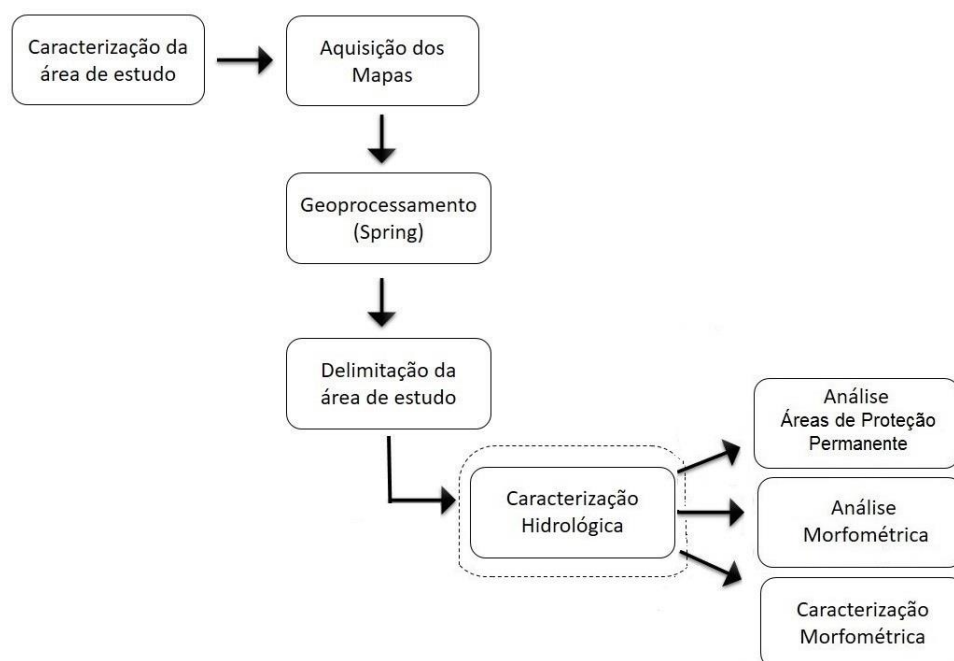 Caracterização da
área de estudo
Aquisição dos
Mapas
Geoprocessamento
(Spring)
Delimitação da
área de estudo
Caracterização
Hidrológica
Análise
Áreas de Proteção
Permanente
Análise
Morfométrica
Caracterização
Morfométrica